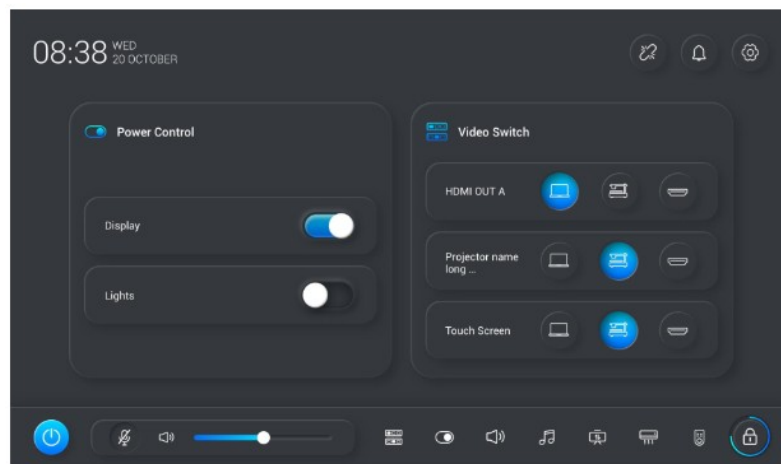 08:38
WED
20 OCTOBER
Power Control
Display
Lights
Video Switch
HDMI OUT A
Projector name
long ...
Touch Screen